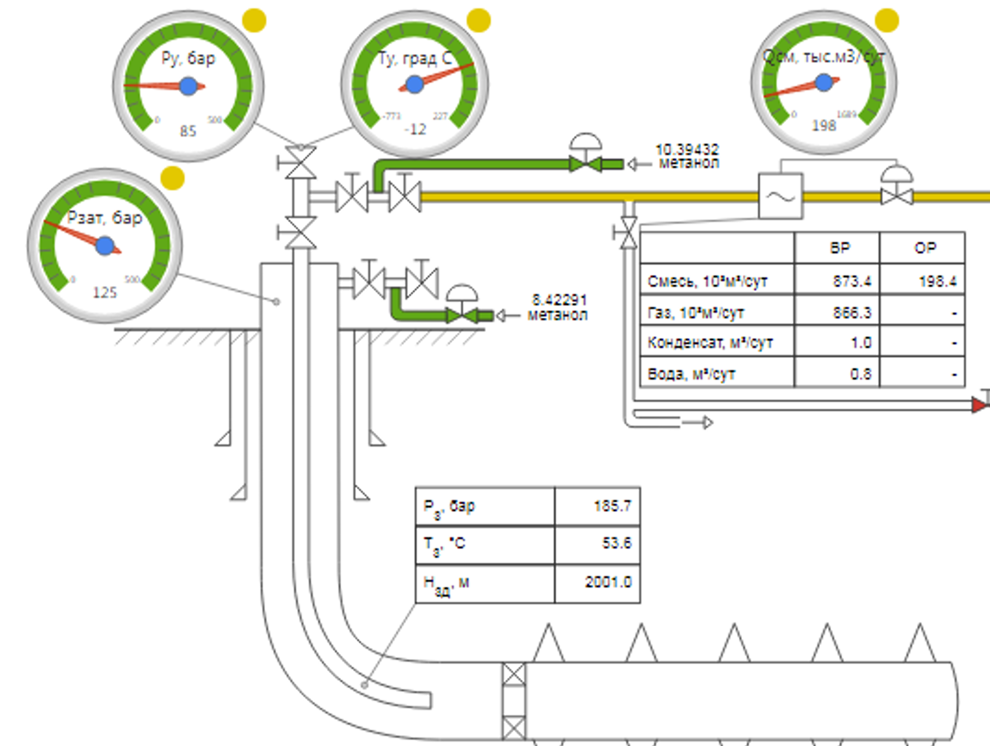 Ру, бар
0 500
85
Ту, град С
-773 227
-12
Qсм, тыс.м3/сут
0 1689
198
10.39432
метанол
Рзат, бар
0 500
125
8.42291
метанол
ВР ОР
Смесь, 10³м³/сут 873.4 198.4
Газ, 10³м³/сут 866.3 -
Конденсат, м³/сут 1.0 -
Вода, м³/сут 0.8 -
Рз, бар 185.7
Тз, °С 53.6
Нзд, м 2001.0